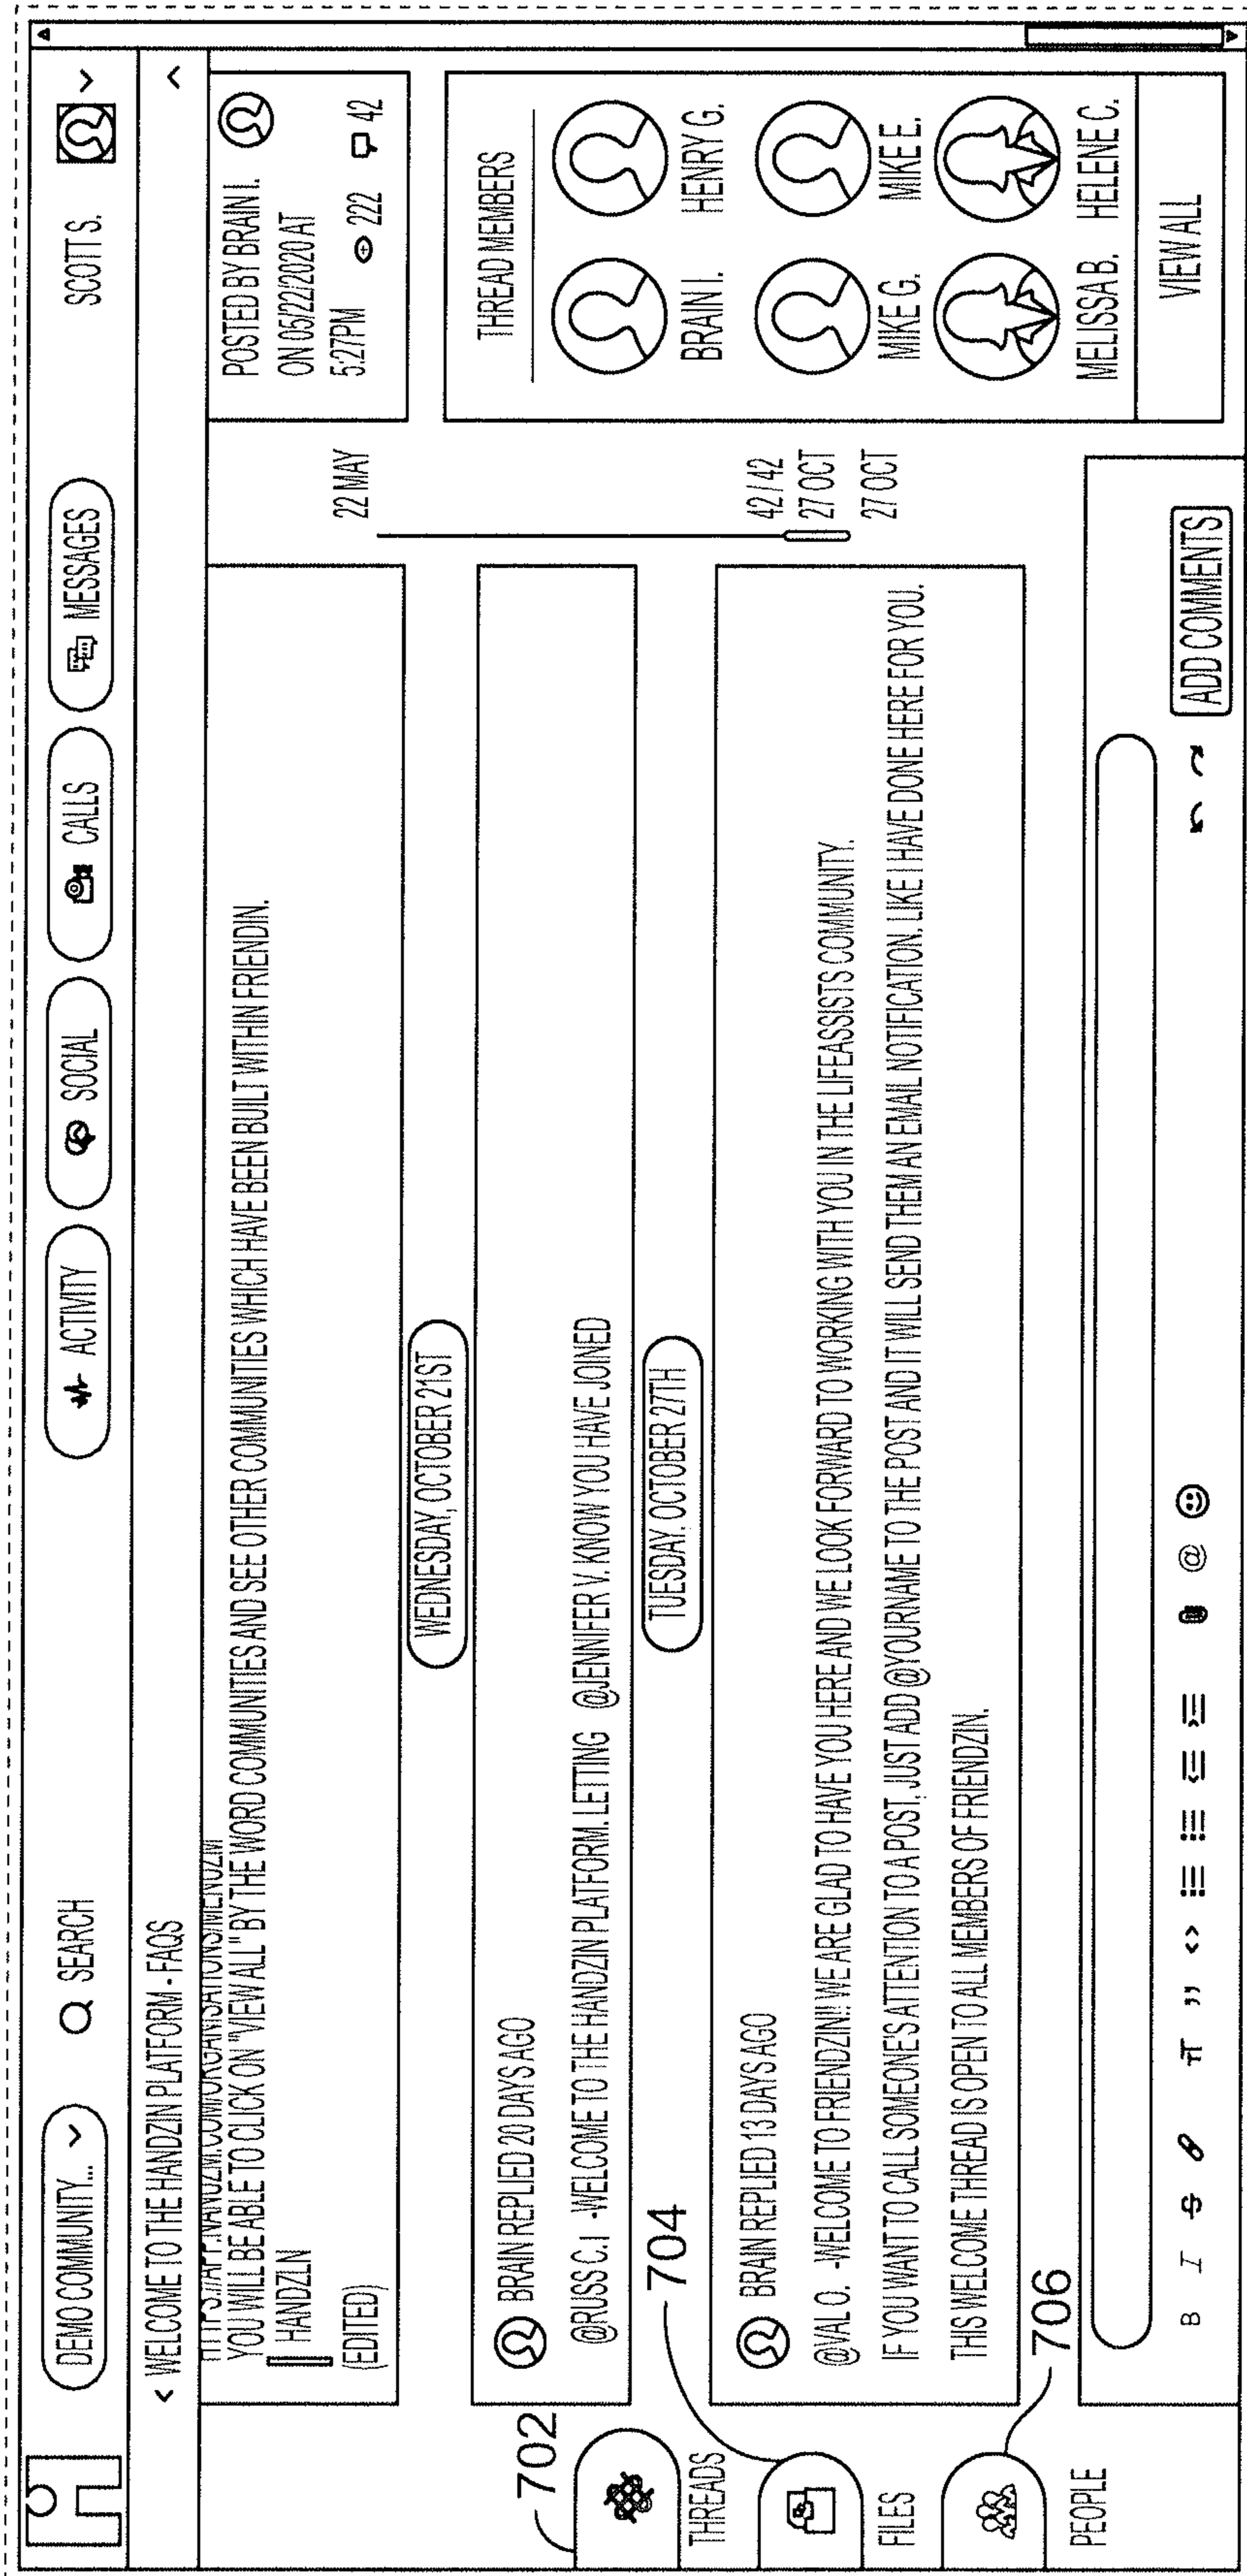 DEMO COMMUNITY...
SEARCH
ACTIVITY
SOCIAL
CALLS
MESSAGES
SCOTT S.
< WELCOME TO THE HANDZIN PLATFORM - FAQS
YOU WILL BE ABLE TO CLICK ON "VIEW ALL" BY THE WORD COMMUNITIES AND SEE OTHER COMMUNITIES WHICH HAVE BEEN BUILT WITHIN FRIENDIN.
HANDZLN
(EDITED)
WEDNESDAY, OCTOBER 21ST
BRAIN REPLIED 20 DAYS AGO
@RUSS C. I -WELCOME TO THE HANDZIN PLATFORM. LETTING @JENNIFER V. KNOW YOU HAVE JOINED
TUESDAY, OCTOBER 27TH
BRAIN REPLIED 13 DAYS AGO
@VAL O. -WELCOME TO FRIENDZIN!! WE ARE GLAD TO HAVE YOU HERE AND WE LOOK FORWARD TO WORKING WITH YOU IN THE LIFEASSISTS COMMUNITY.
IF YOU WANT TO CALL SOMEONE'S ATTENTION TO A POST, JUST ADD @YOURNAME TO THE POST AND IT WILL SEND THEM AN EMAIL NOTIFICATION. LIKE I HAVE DONE HERE FOR YOU.
THIS WELCOME THREAD IS OPEN TO ALL MEMBERS OF FRIENDZIN.
B I S π ,, <> @
ADD COMMENTS
22 MAY
42 / 42
27 OCT
27 OCT
POSTED BY BRAIN I.
ON 05/22/2020 AT
5:27PM 222 42
THREAD MEMBERS
BRAIN I. HENRY G.
MIKE G. MIKE E.
MELISSA B. HELENE C.
VIEW ALL
702
THREADS
704
FILES
706
PEOPLE